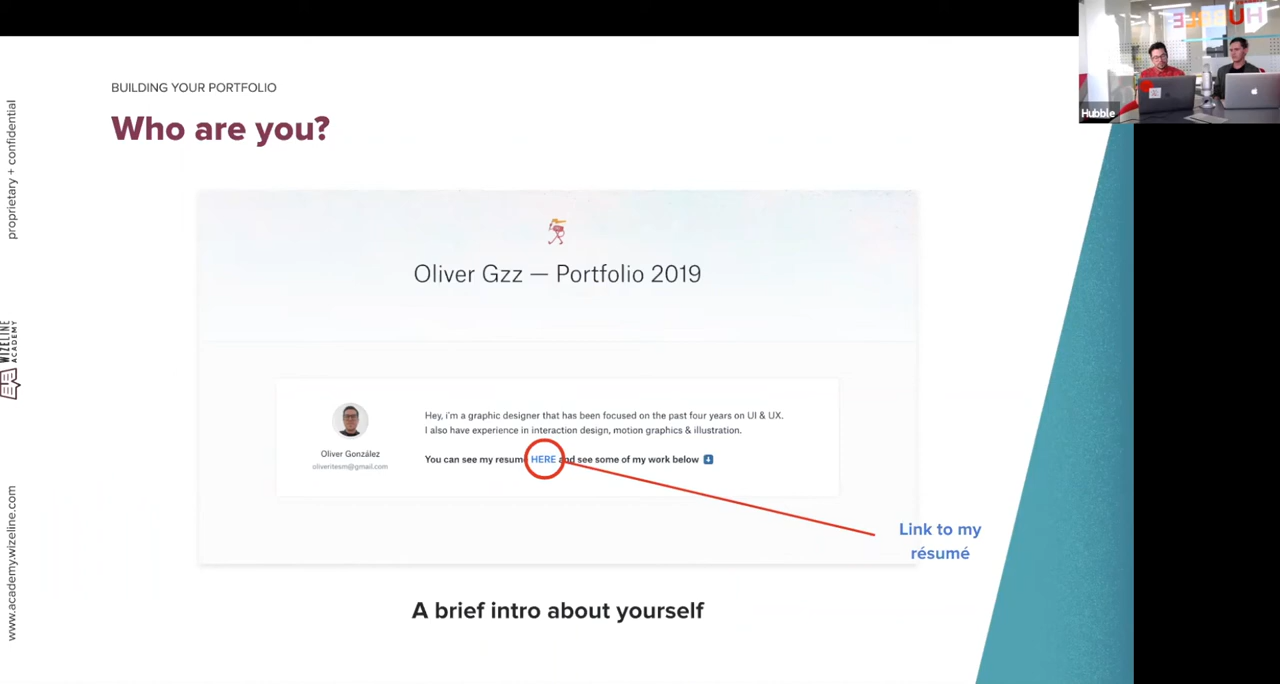 BUILDING YOUR PORTFOLIO
Who are you?
proprietary + confidential
WIZELINE
ACADEMY
www.academy.wizeline.com
Oliver Gzz — Portfolio 2019
Hey, i'm a graphic designer that has been focused on the past four years on UI & UX.
I also have experience in interaction design, motion graphics & illustration.
You can see my resume HERE and see some of my work below
Oliver González
oliveritesm@gmail.com
Link to my
résumé
A brief intro about yourself
Hubble